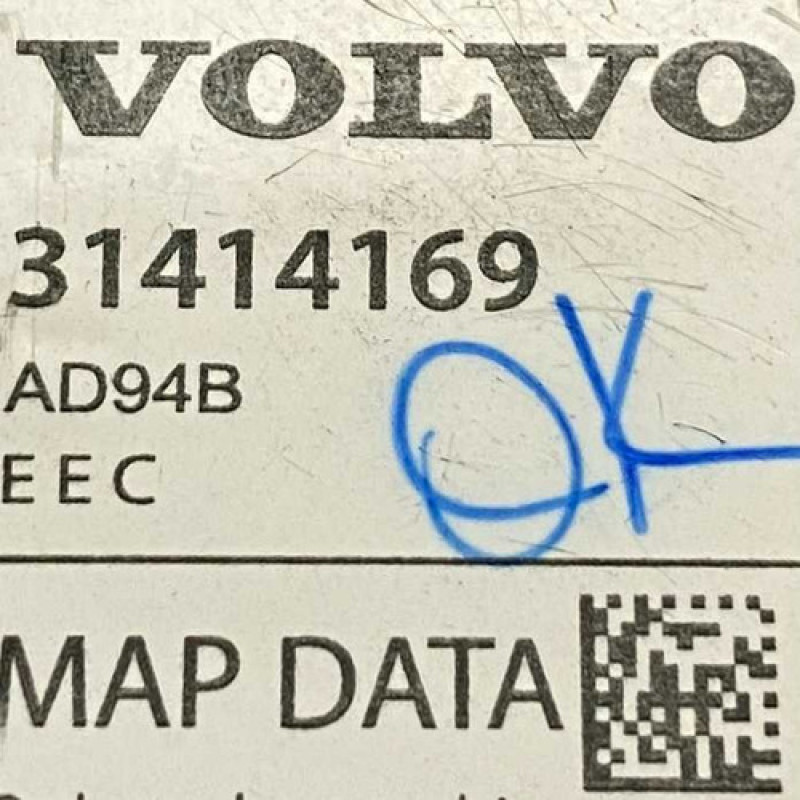 VOLVO
31414169
AD94B
OK
EEC
MAP DATA